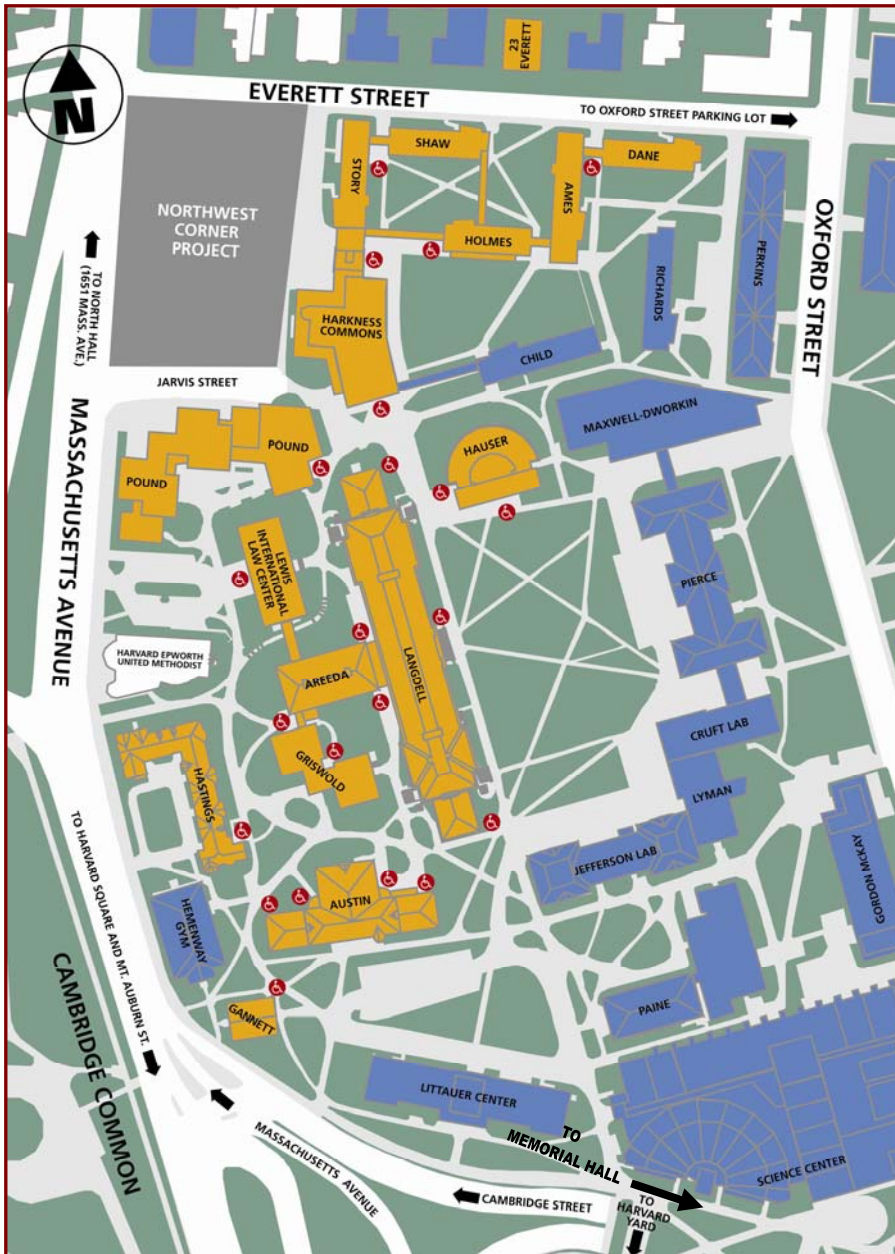 23
EVERETT
N
EVERETT STREET
TO OXFORD STREET PARKING LOT
SHAW
DANE
STORY
AMES
HOLMES
NORTHWEST
CORNER
PROJECT
TO NORTH HALL
(1651 MASS. AVE.)
RICHARDS
PERKINS
OXFORD STREET
HARKNESS
COMMONS
CHILD
JARVIS STREET
MASSACHUSETTS AVENUE
MAXWELL-DWORKIN
POUND
HAUSER
POUND
LEWIS
INTERNATIONAL
LAW CENTER
PIERCE
HARVARD EPWORTH
UNITED METHODIST
AREEDA
LANGDELL
CRUFT LAB
GRISWOLD
HASTINGS
LYMAN
JEFFERSON LAB
GORDON MCKAY
TO HARVARD SQUARE AND MT. AUBURN ST.
AUSTIN
HEMENWAY
GYM
CAMBRIDGE COMMON
GANNETT
PAINE
LITTAUER CENTER
TO
MEMORIAL HALL
SCIENCE CENTER
MASSACHUSETTS AVENUE
CAMBRIDGE STREET
TO
HARVARD
YARD